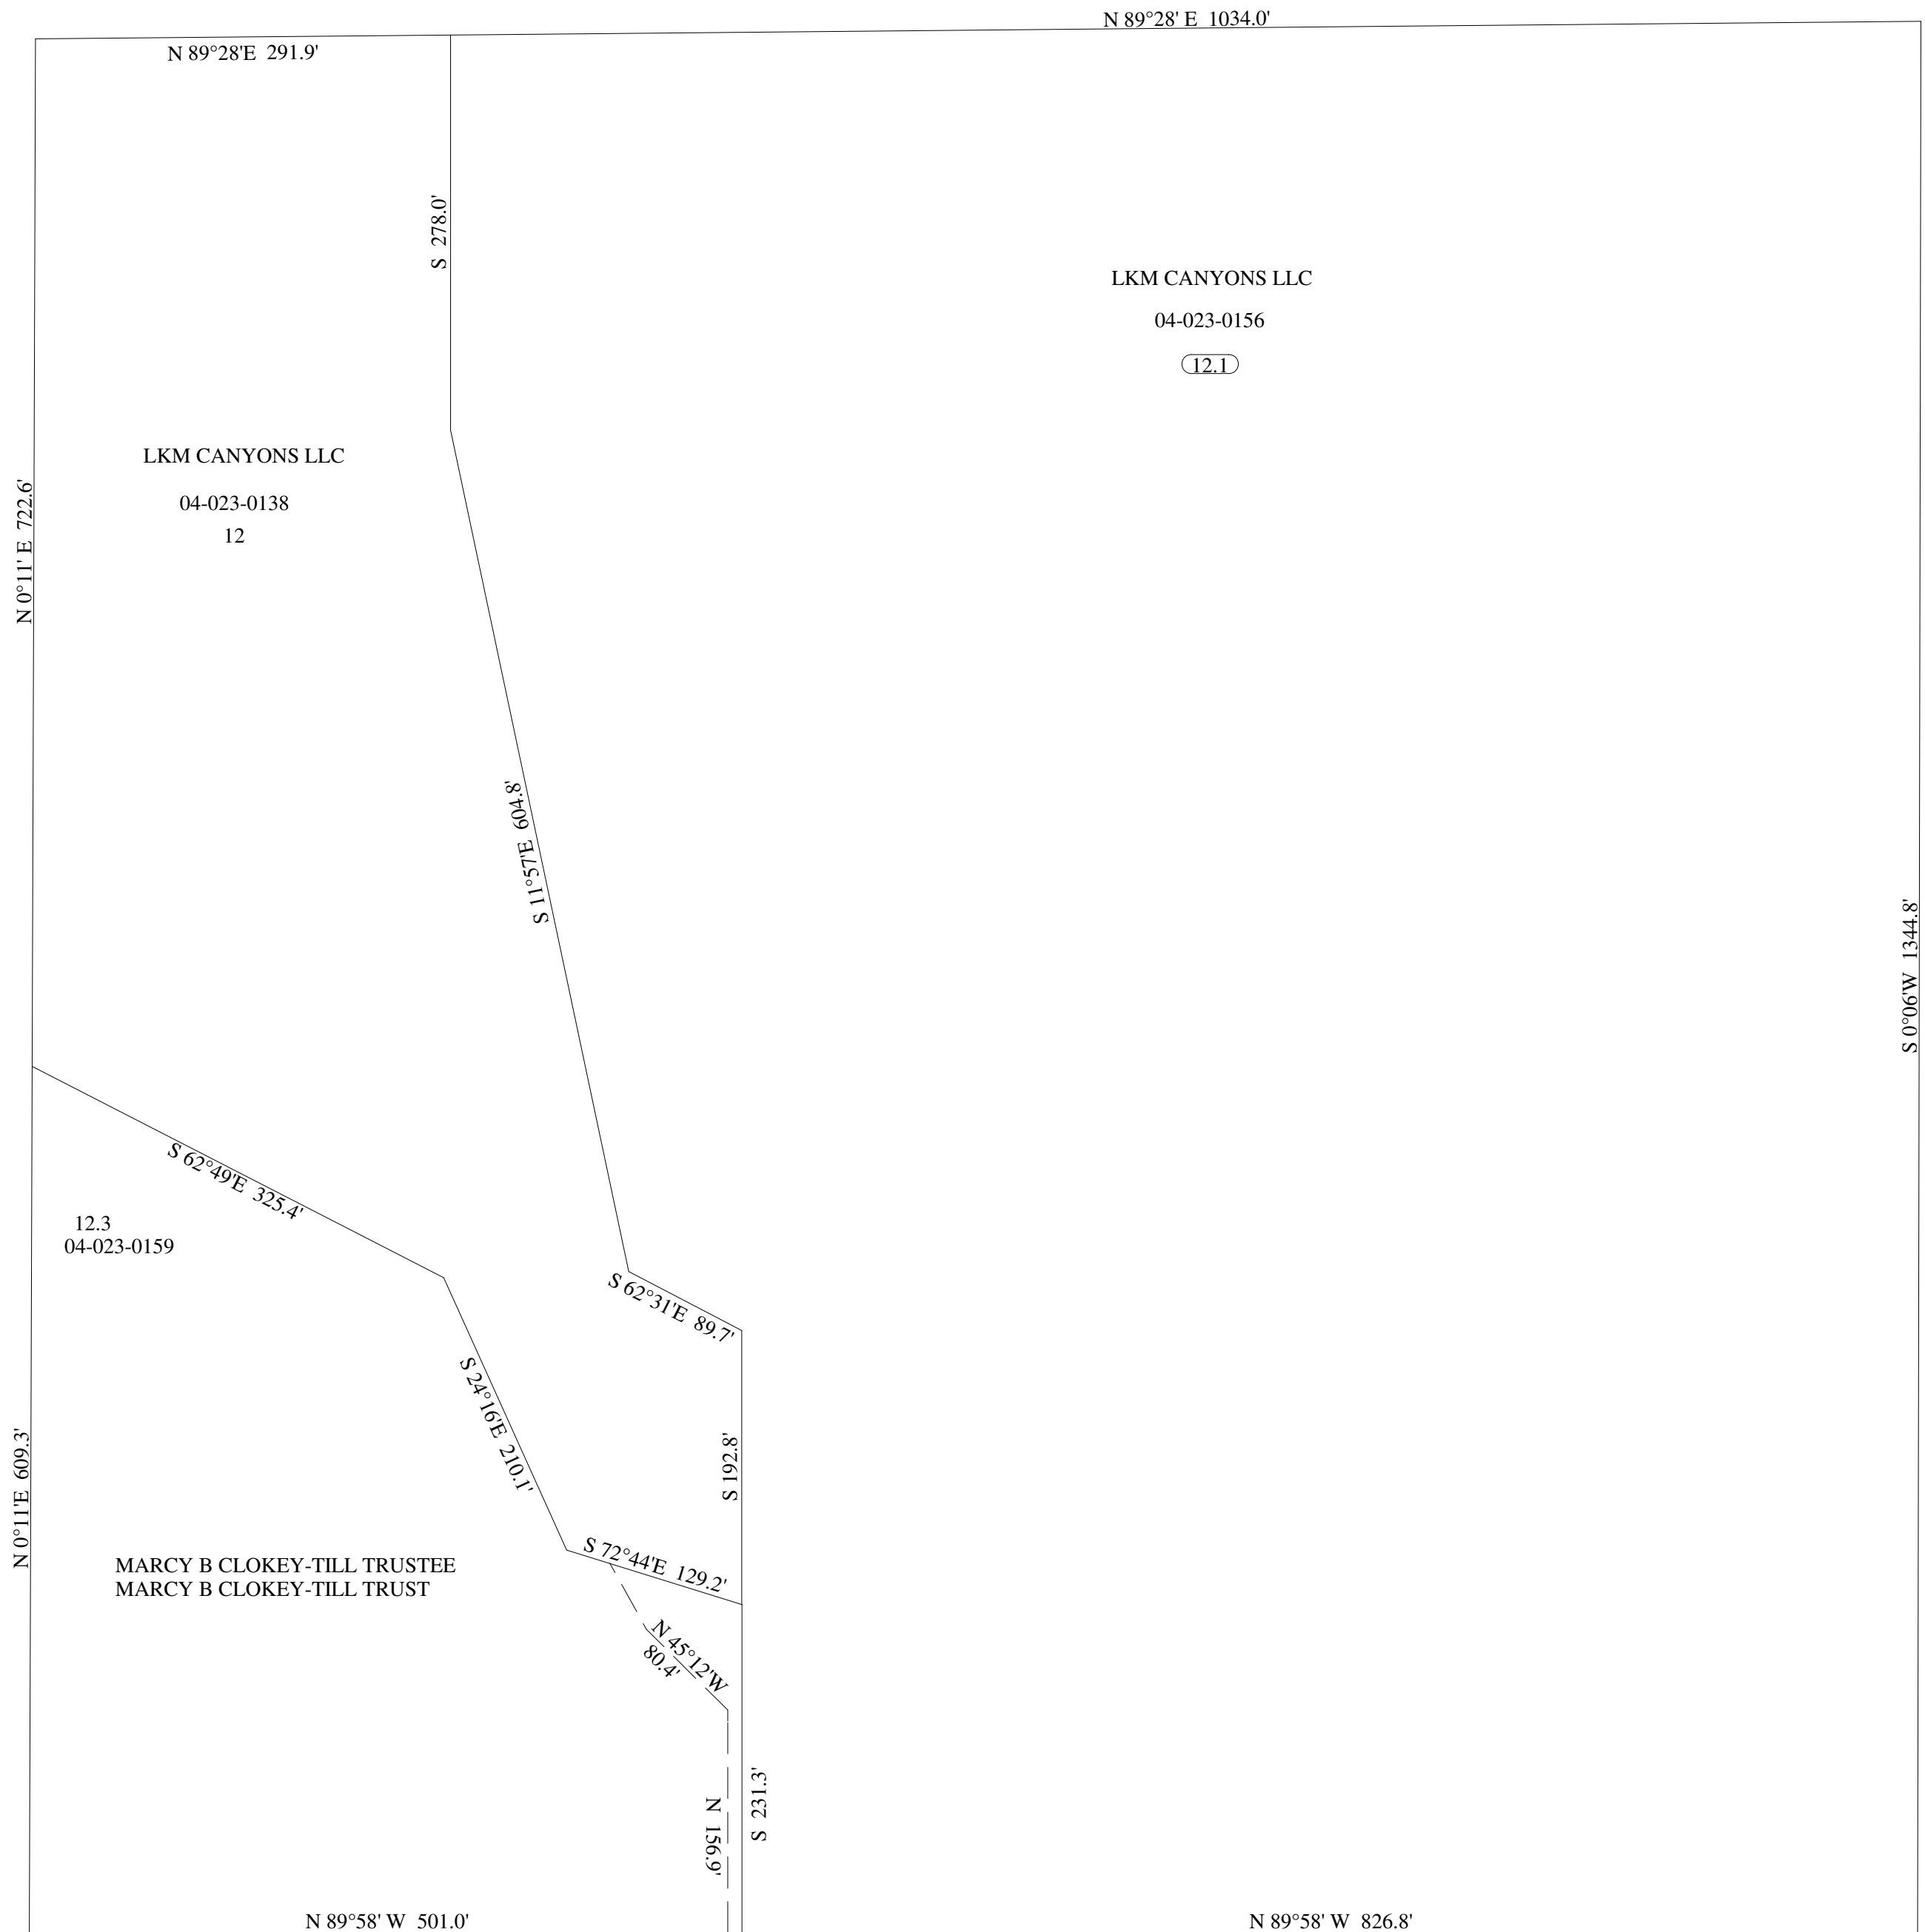 N 89°28' E  1034.0'
N 89°28'E  291.9'
S  278.0'
LKM CANYONS LLC
04-023-0156
12.1
LKM CANYONS LLC
04-023-0138
12
N 0°11' E  722.6'
S 11°57'E  604.8'
S 0°06'W  1344.8'
S 62°49'E  325.4'
12.3
04-023-0159
S 62°31'E  89.7'
S 24°16'E  210.1'
S 192.8'
N 0°11'E  609.3'
S 72°44'E  129.2'
MARCY B CLOKEY-TILL TRUSTEE
MARCY B CLOKEY-TILL TRUST
N 45°12'W
80.4'
N  156.9'
S  231.3'
N 89°58' W  501.0'
N 89°58' W  826.8'